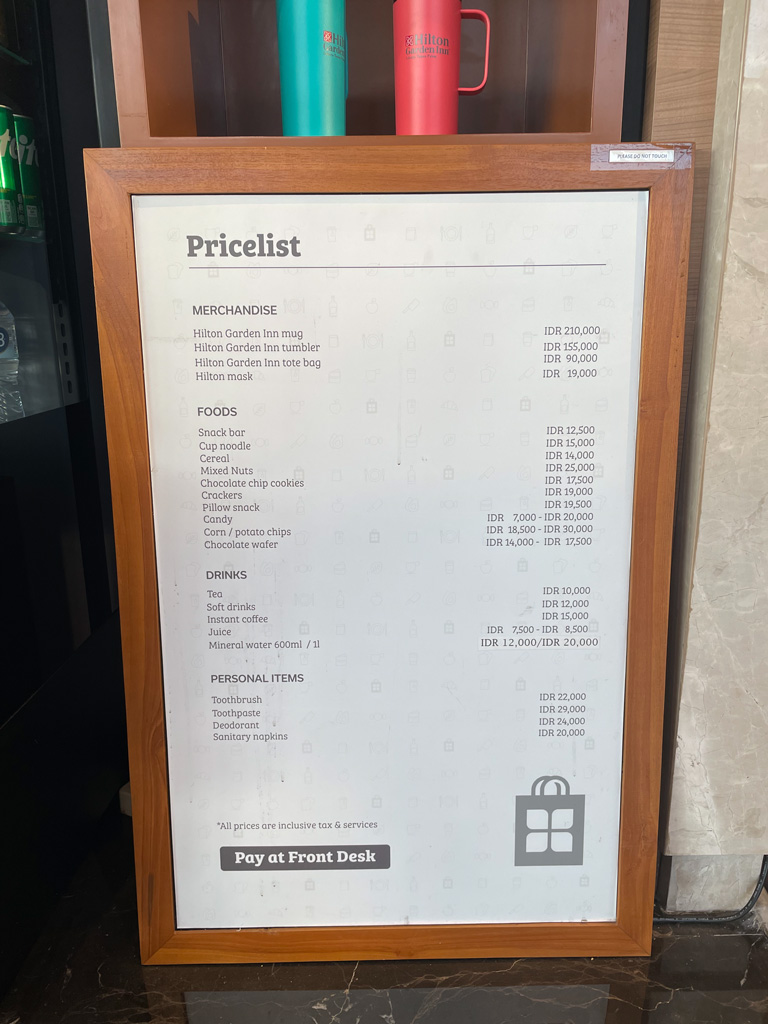 Hilton
Garden Inn
Hilton
Garden Inn
PLEASE DO NOT TOUCH
Pricelist
MERCHANDISE
Hilton Garden Inn mug IDR 210,000
Hilton Garden Inn tumbler IDR 155,000
Hilton Garden Inn tote bag IDR 90,000
Hilton mask IDR 19,000
FOODS
Snack bar IDR 12,500
Cup noodle IDR 15,000
Cereal IDR 14,000
Mixed Nuts IDR 25,000
Chocolate chip cookies IDR 17,500
Crackers IDR 19,000
Pillow snack IDR 19,500
Candy IDR 7,000 - IDR 20,000
Corn / potato chips IDR 18,500 - IDR 30,000
Chocolate wafer IDR 14,000 - IDR 17,500
DRINKS
Tea IDR 10,000
Soft drinks IDR 12,000
Instant coffee IDR 15,000
Juice IDR 7,500 - IDR 8,500
Mineral water 600ml / 1l IDR 12,000/IDR 20,000
PERSONAL ITEMS
Toothbrush IDR 22,000
Toothpaste IDR 29,000
Deodorant IDR 24,000
Sanitary napkins IDR 20,000
*All prices are inclusive tax & services
Pay at Front Desk